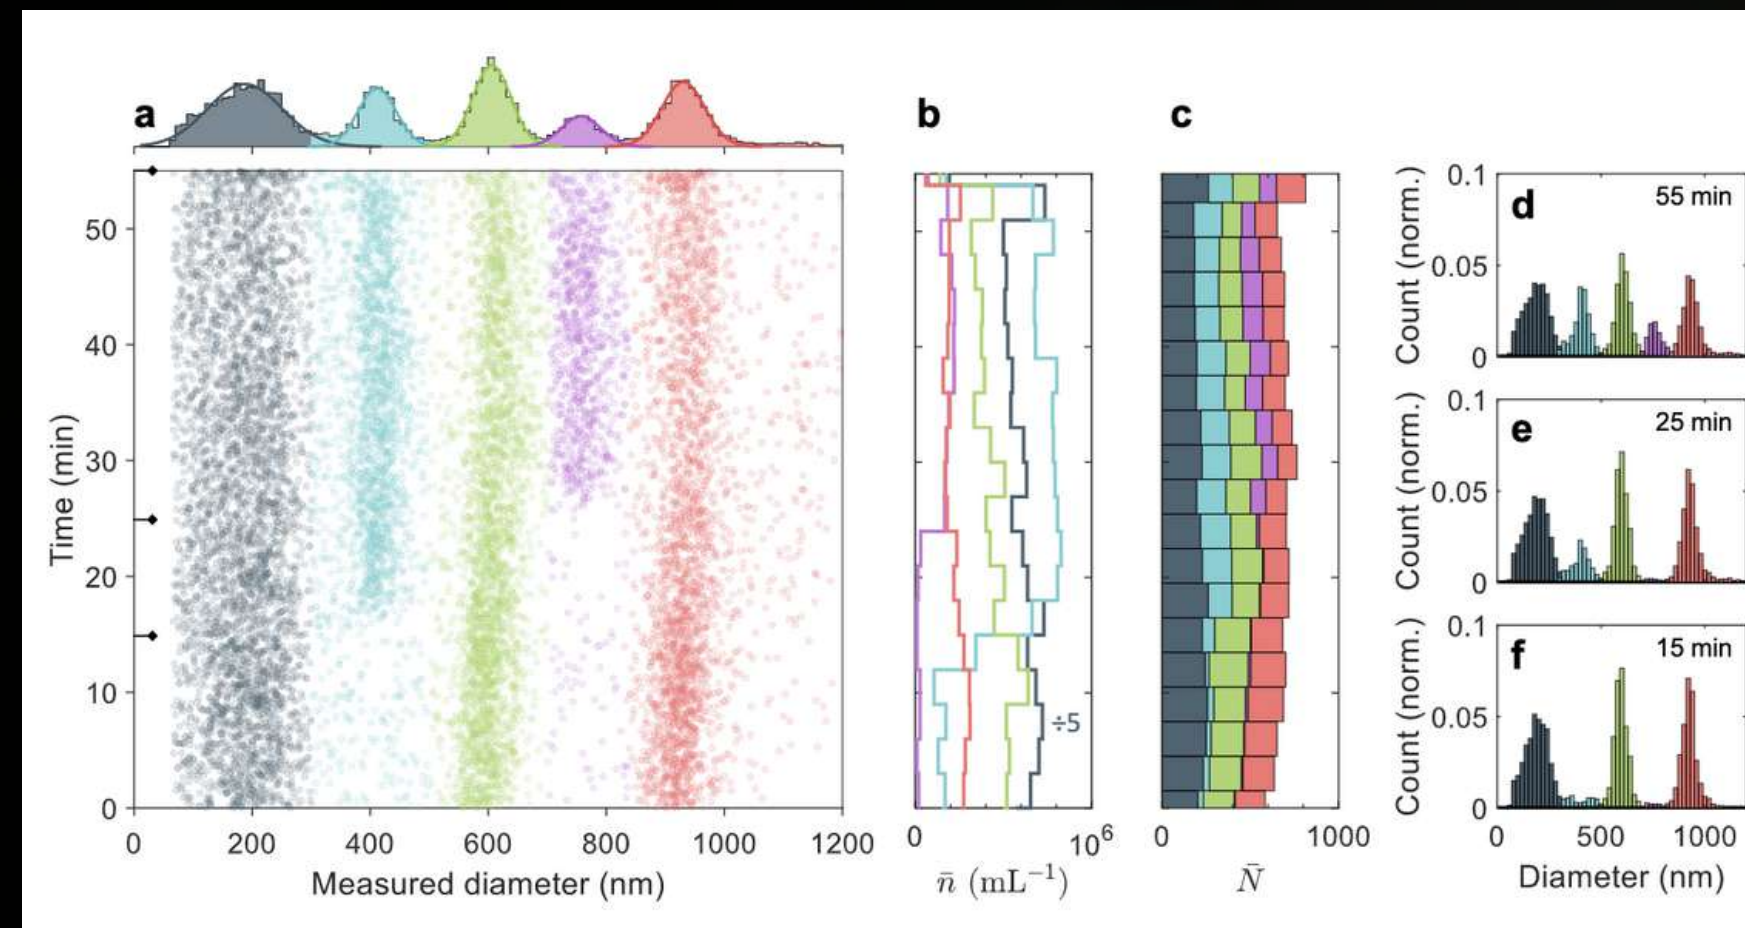 a
50
40
30
20
10
0
Time (min)
0 200 400 600 800 1000 1200
Measured diameter (nm)
b
÷5
0 10⁶
n̄ (mL⁻¹)
c
0 1000
N̄
d
55 min
0.1
0.05
0
Count (norm.)
e
25 min
0.1
0.05
0
Count (norm.)
f
15 min
0.1
0.05
0
Count (norm.)
0 500 1000
Diameter (nm)